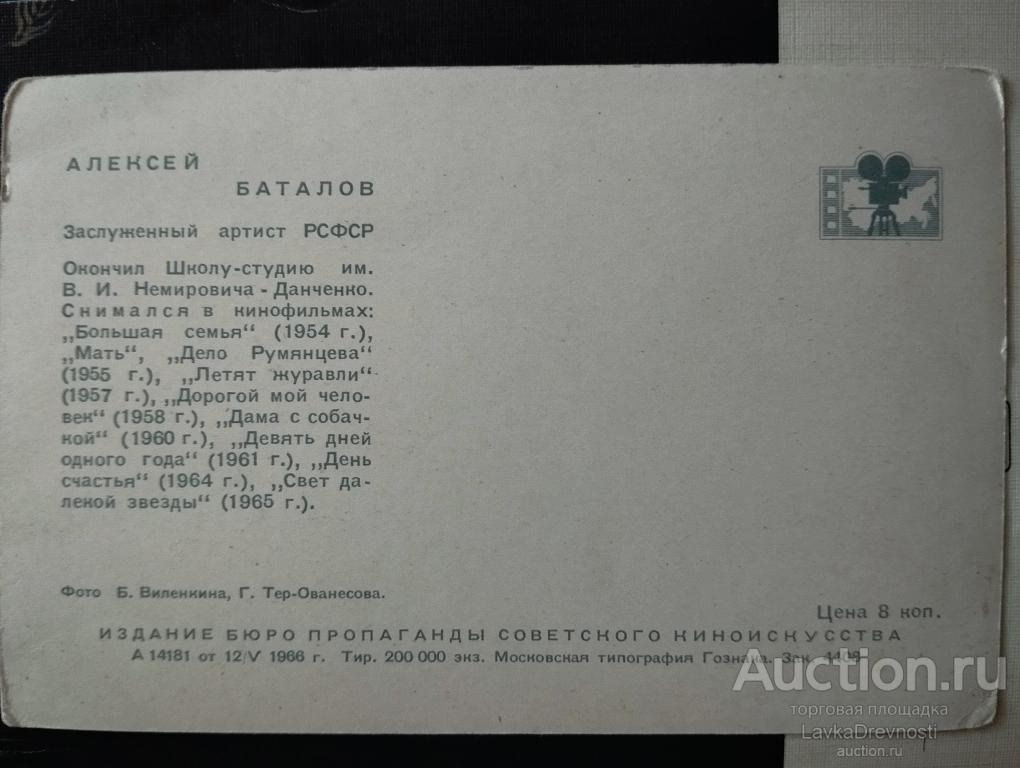 АЛЕКСЕЙ
БАТАЛОВ
Заслуженный артист РСФСР
Окончил Школу-студию им.
В. И. Немировича - Данченко.
Снимался в кинофильмах:
„Большая семья“ (1954 г.),
„Мать“, „Дело Румянцева“
(1955 г.), „Летят журавли“
(1957 г.), „Дорогой мой чело-
век“ (1958 г.), „Дама с собач-
кой“ (1960 г.), „Девять дней
одного года“ (1961 г.), „День
счастья“ (1964 г.), „Свет да-
лекой звезды“ (1965 г.).
Фото Б. Виленкина, Г. Тер-Ованесова.
Цена 8 коп.
ИЗДАНИЕ БЮРО ПРОПАГАНДЫ СОВЕТСКОГО КИНОИСКУССТВА
А 14181 от 12/V 1966 г. Тир. 200 000 экз. Московская типография Гознака. Зак.
Auction.ru
торговая площадка
LavkaDrevnosti
auction.ru